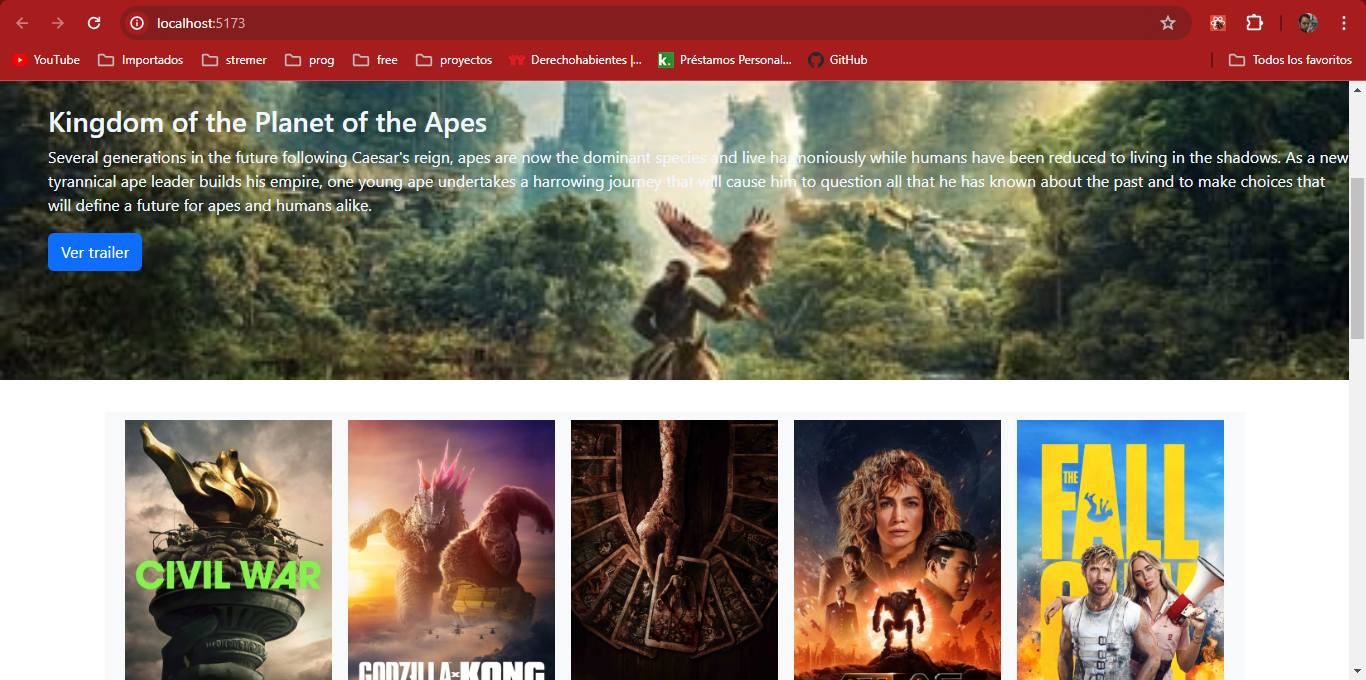 localhost:5173
YouTube
Importados
stremer
prog
free
proyectos
Derechohabientes |...
k. Préstamos Personal...
GitHub
Todos los favoritos
Kingdom of the Planet of the Apes
Several generations in the future following Caesar's reign, apes are now the dominant species and live harmoniously while humans have been reduced to living in the shadows. As a new
tyrannical ape leader builds his empire, one young ape undertakes a harrowing journey that will cause him to question all that he has known about the past and to make choices that
will define a future for apes and humans alike.
Ver trailer
CIVIL WAR
GODZILLA x KONG
THE
FALL